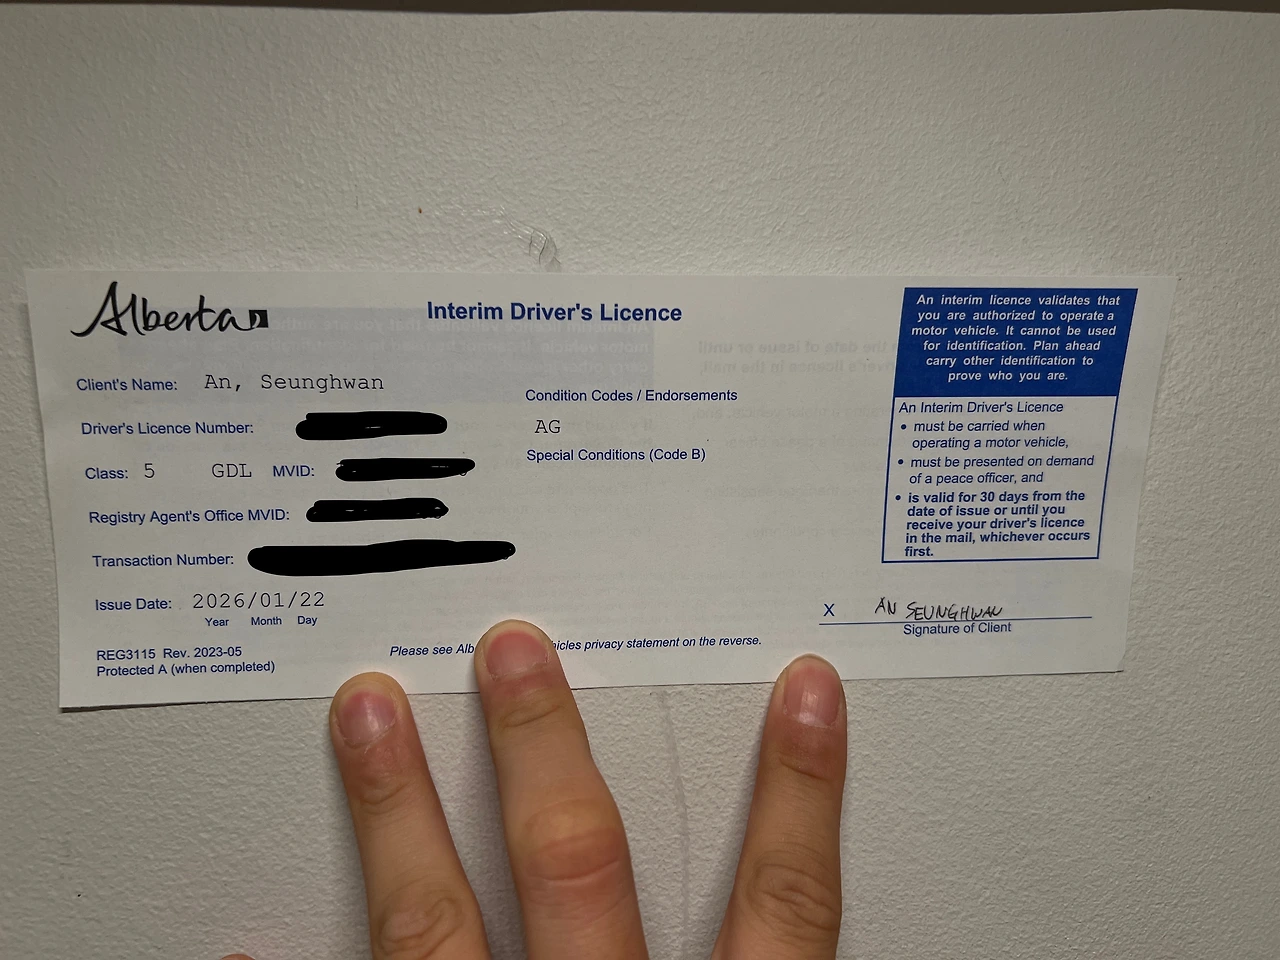 Alberta
Interim Driver's Licence
Client's Name: An, Seunghwan
Driver's Licence Number:
Class: 5 GDL MVID:
Registry Agent's Office MVID:
Transaction Number:
Issue Date: 2026/01/22
Year Month Day
REG3115 Rev. 2023-05
Protected A (when completed)
Condition Codes / Endorsements
AG
Special Conditions (Code B)
Please see hicles privacy statement on the reverse.
An interim licence validates that
you are authorized to operate a
motor vehicle. It cannot be used
for identification. Plan ahead
carry other identification to
prove who you are.
An Interim Driver's Licence
• must be carried when
operating a motor vehicle,
• must be presented on demand
of a peace officer, and
• is valid for 30 days from the
date of issue or until you
receive your driver's licence
in the mail, whichever occurs
first.
X AN SEUNGHWAN
Signature of Client